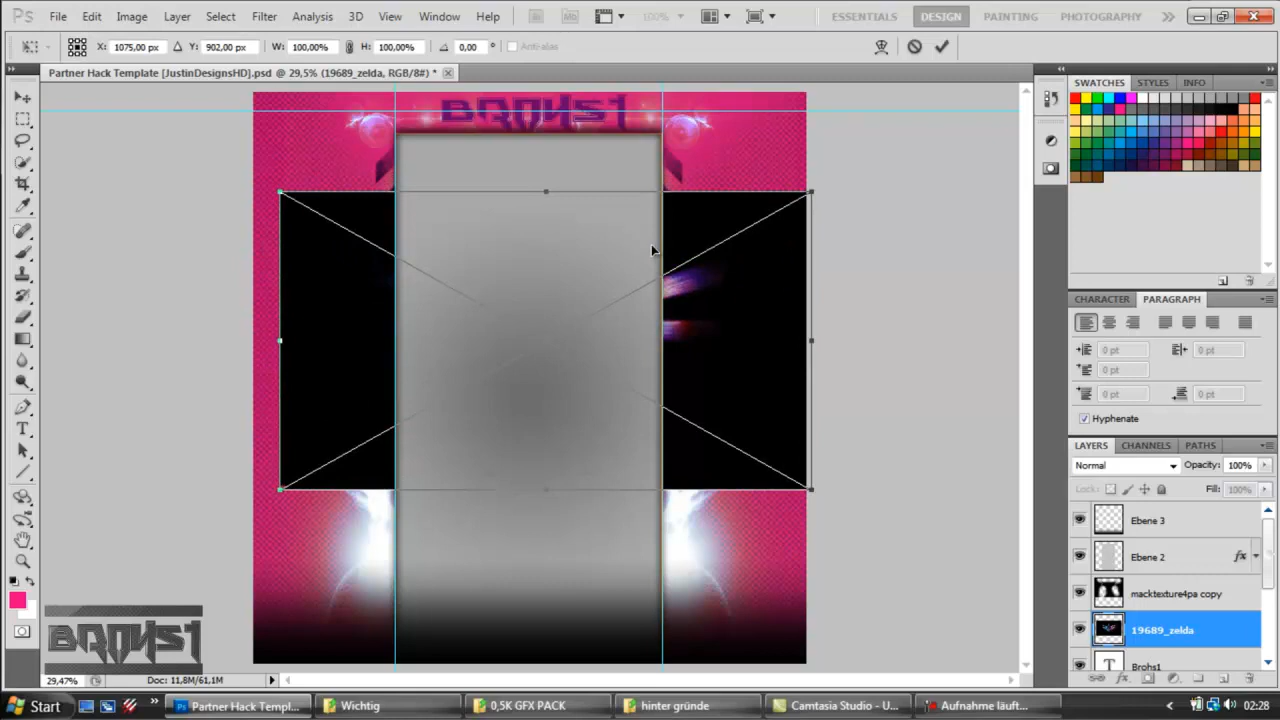 Ps File Edit Image Layer Select Filter Analysis 3D View Window Help 100% ESSENTIALS DESIGN PAINTING PHOTOGRAPHY
X: 1075,00 px Y: 902,00 px W: 100,00% H: 100,00% 0,00 ° Anti-alias
Partner Hack Template [JustinDesignsHD].psd @ 29,5% (19689_zelda, RGB/8#) *
SWATCHES STYLES INFO
BROHS1
CHARACTER PARAGRAPH
0 pt 0 pt
0 pt
0 pt 0 pt
Hyphenate
LAYERS CHANNELS PATHS
Normal Opacity: 100%
Lock: Fill: 100%
Ebene 3
Ebene 2 fx
macktexture4pa copy
19689_zelda
T Brohs1
BROHS1
29,47% Doc: 11,8M/61,1M
Start Partner Hack Templ... Wichtig 0,5K GFX PACK hinter gründe Camtasia Studio - U... Aufnahme läuft... 02:28